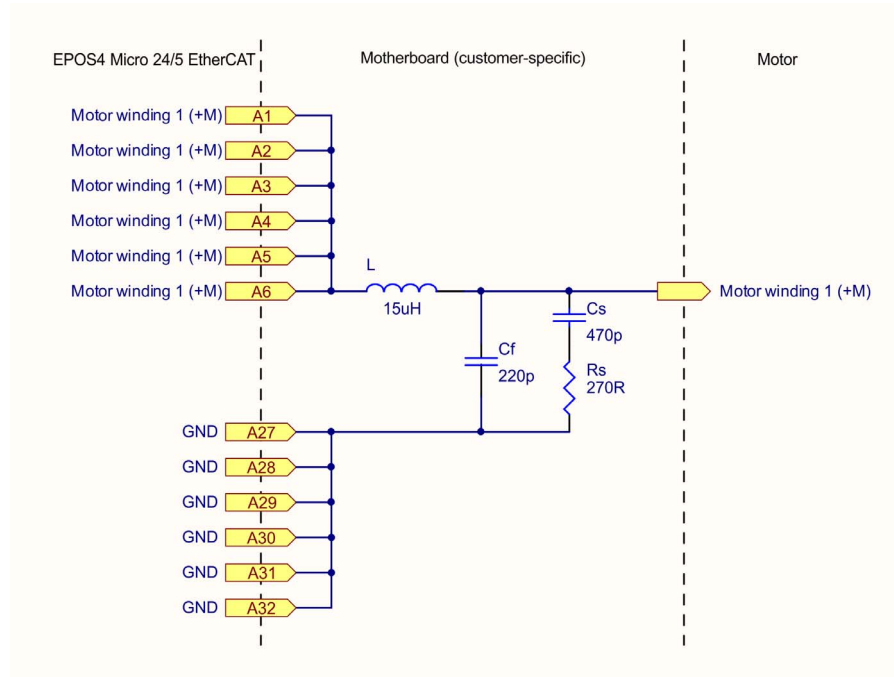 EPOS4 Micro 24/5 EtherCAT
Motherboard (customer-specific)
Motor
Motor winding 1 (+M) A1
Motor winding 1 (+M) A2
Motor winding 1 (+M) A3
Motor winding 1 (+M) A4
Motor winding 1 (+M) A5
L
Motor winding 1 (+M) A6
Motor winding 1 (+M)
15uH
Cs
470p
Cf
220p
Rs
270R
GND A27
GND A28
GND A29
GND A30
GND A31
GND A32